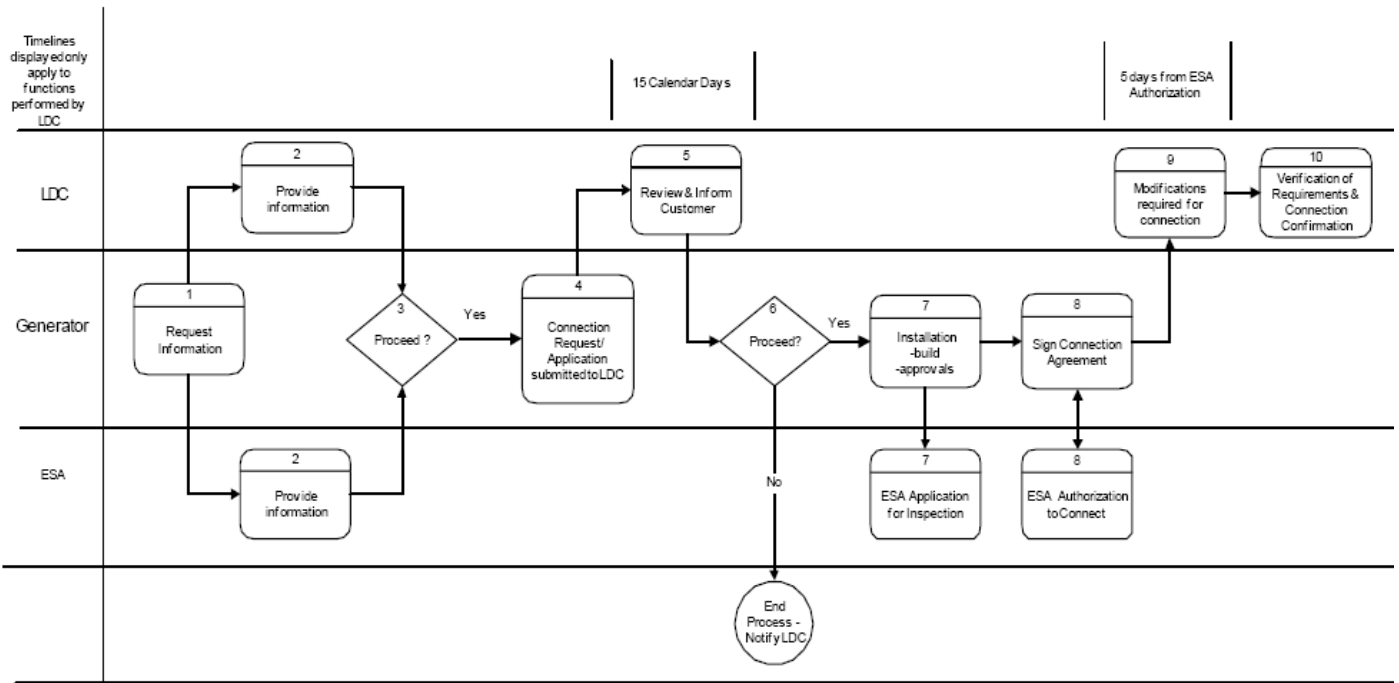 Timelines
displayed only
apply to
functions
performed by
LDC
15 Calendar Days
5 days from ESA
Authorization
LDC
2
Provide
information
5
Review & Inform
Customer
9
Modifications
required for
connection
10
Verification of
Requirements &
Connection
Confirmation
Generator
1
Request
Information
3
Proceed ?
Yes
4
Connection
Request/
Application
submitted to LDC
6
Proceed?
Yes
7
Installation
-build
-approvals
8
Sign Connection
Agreement
ESA
2
Provide
information
No
7
ESA Application
for Inspection
8
ESA Authorization
to Connect
End
Process -
Notify LDC